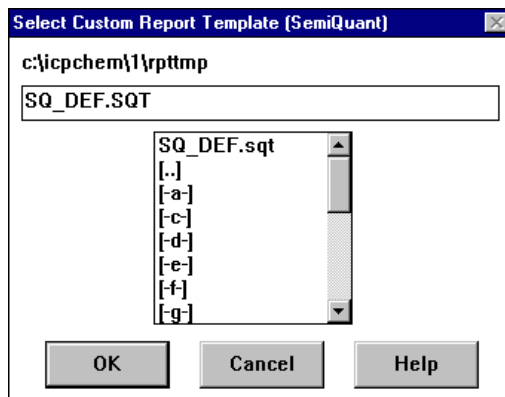 Select Custom Report Template (SemiQuant)
c:\icpchem\1\rpttmp
SQ_DEF.SQT
SQ_DEF.sqt
[..]
[-a-]
[-c-]
[-d-]
[-e-]
[-f-]
[-g-]
OK Cancel Help